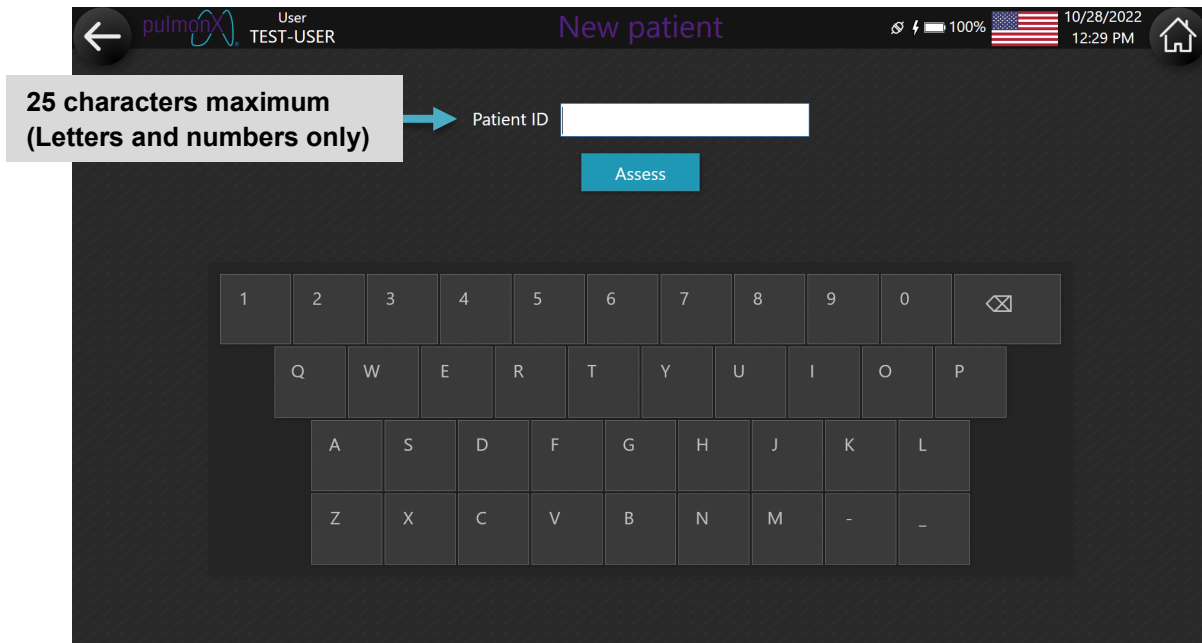 pulmonX
User
TEST-USER
New patient
100%
10/28/2022
12:29 PM
25 characters maximum
(Letters and numbers only)
Patient ID
Assess
1 2 3 4 5 6 7 8 9 0
Q W E R T Y U I O P
A S D F G H J K L
Z X C V B N M - _